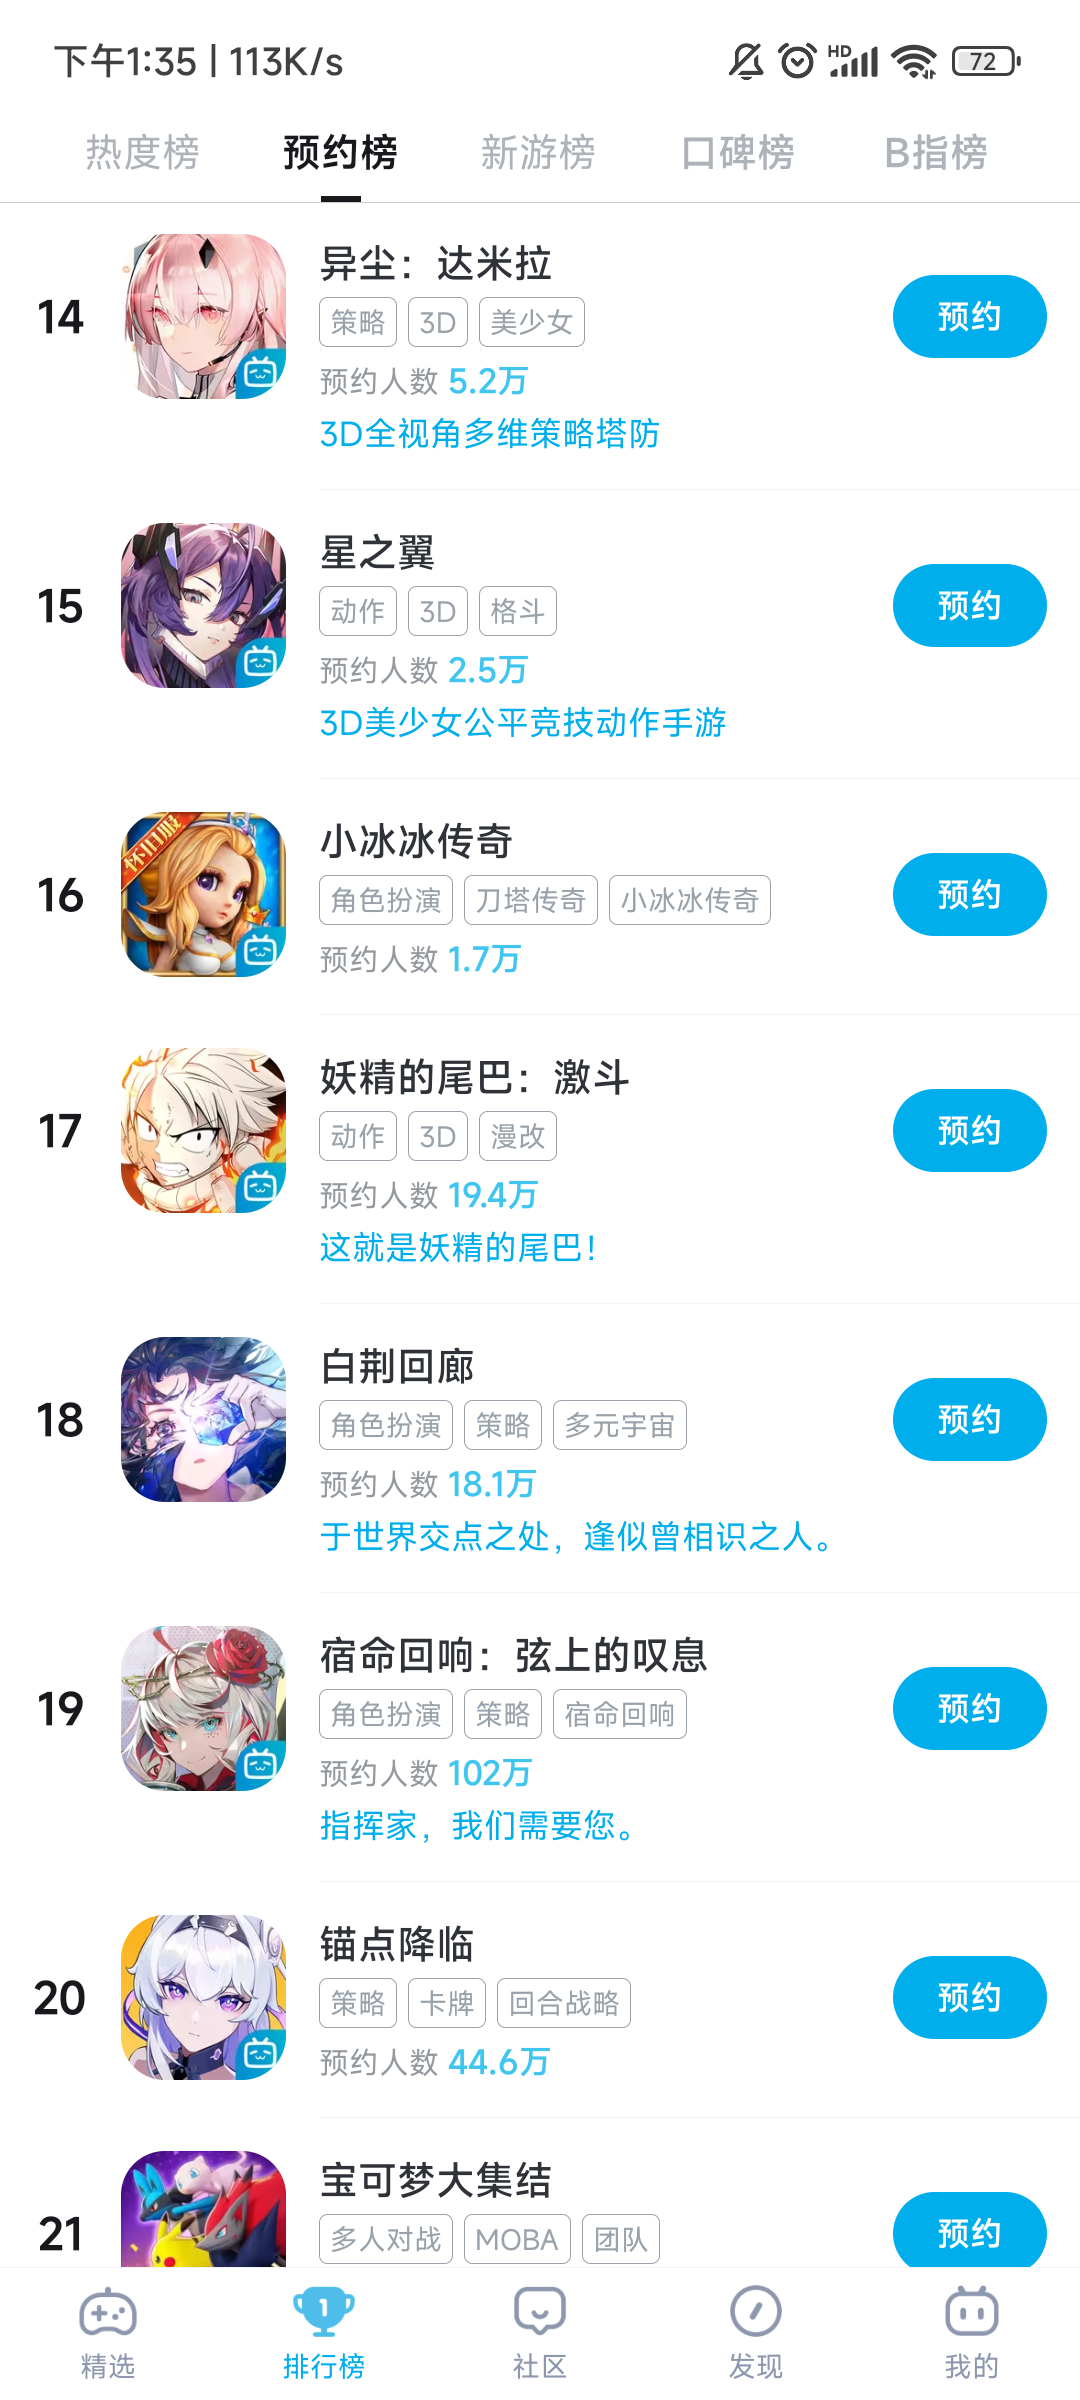 下午1:35 | 113K/s
HD
72
热度榜 预约榜 新游榜 口碑榜 B指榜
14
异尘：达米拉
策略 3D 美少女
预约人数 5.2万
3D全视角多维策略塔防
预约
15
星之翼
动作 3D 格斗
预约人数 2.5万
3D美少女公平竞技动作手游
预约
16
怀旧服
小冰冰传奇
角色扮演 刀塔传奇 小冰冰传奇
预约人数 1.7万
预约
17
妖精的尾巴：激斗
动作 3D 漫改
预约人数 19.4万
这就是妖精的尾巴！
预约
18
白荆回廊
角色扮演 策略 多元宇宙
预约人数 18.1万
于世界交点之处，逢似曾相识之人。
预约
19
宿命回响：弦上的叹息
角色扮演 策略 宿命回响
预约人数 102万
指挥家，我们需要您。
预约
20
锚点降临
策略 卡牌 回合战略
预约人数 44.6万
预约
21
宝可梦大集结
多人对战 MOBA 团队
预约
1
精选 排行榜 社区 发现 我的